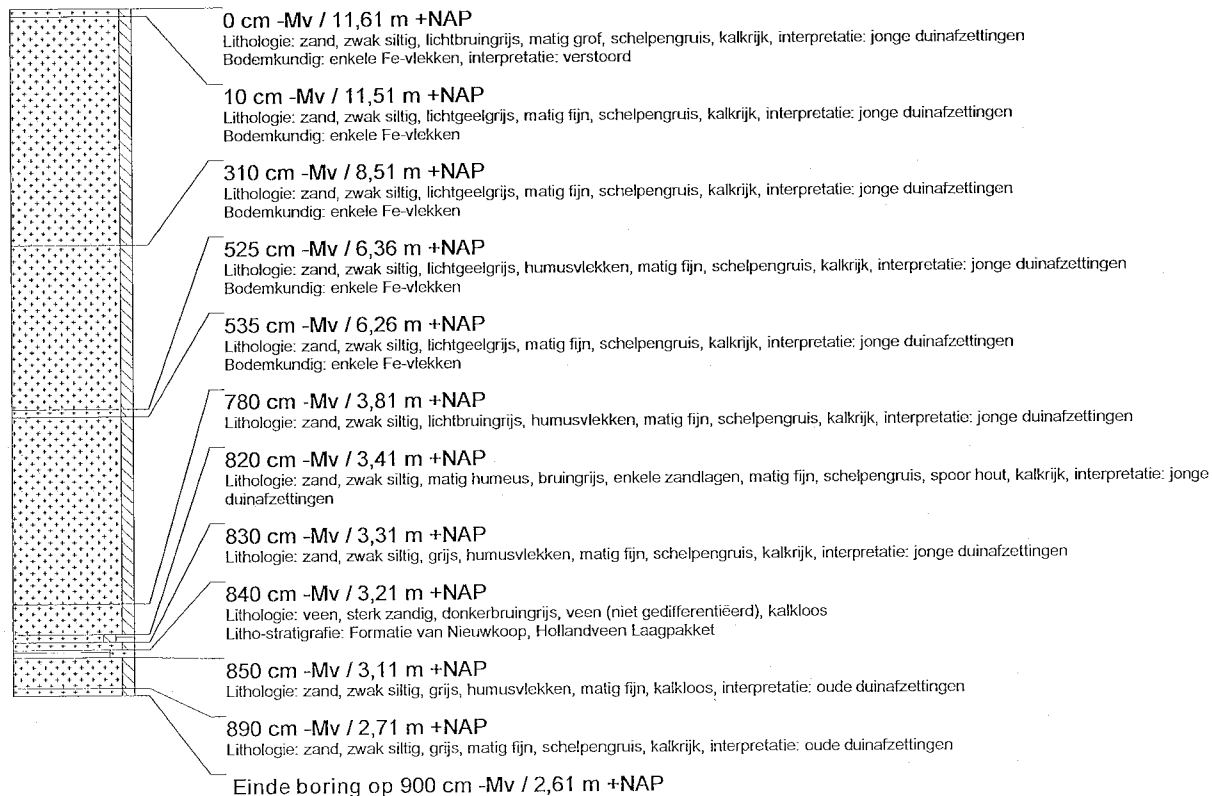 0 cm -Mv / 11,61 m +NAP
Lithologie: zand, zwak siltig, lichtbruingrijs, matig grof, schelpengruis, kalkrijk, interpretatie: jonge duinafzettingen
Bodemkundig: enkele Fe-vlekken, interpretatie: verstoord
10 cm -Mv / 11,51 m +NAP
Lithologie: zand, zwak siltig, lichtgeelgrijs, matig fijn, schelpengruis, kalkrijk, interpretatie: jonge duinafzettingen
Bodemkundig: enkele Fe-vlekken
310 cm -Mv / 8,51 m +NAP
Lithologie: zand, zwak siltig, lichtgeelgrijs, matig fijn, schelpengruis, kalkrijk, interpretatie: jonge duinafzettingen
Bodemkundig: enkele Fe-vlekken
525 cm -Mv / 6,36 m +NAP
Lithologie: zand, zwak siltig, lichtgeelgrijs, humusvlekken, matig fijn, schelpengruis, kalkrijk, interpretatie: jonge duinafzettingen
Bodemkundig: enkele Fe-vlekken
535 cm -Mv / 6,26 m +NAP
Lithologie: zand, zwak siltig, lichtgeelgrijs, matig fijn, schelpengruis, kalkrijk, interpretatie: jonge duinafzettingen
Bodemkundig: enkele Fe-vlekken
780 cm -Mv / 3,81 m +NAP
Lithologie: zand, zwak siltig, lichtbruingrijs, humusvlekken, matig fijn, schelpengruis, kalkrijk, interpretatie: jonge duinafzettingen
820 cm -Mv / 3,41 m +NAP
Lithologie: zand, zwak siltig, matig humeus, bruingrijs, enkele zandlagen, matig fijn, schelpengruis, spoor hout, kalkrijk, interpretatie: jonge
duinafzettingen
830 cm -Mv / 3,31 m +NAP
Lithologie: zand, zwak siltig, grijs, humusvlekken, matig fijn, schelpengruis, kalkrijk, interpretatie: jonge duinafzettingen
840 cm -Mv / 3,21 m +NAP
Lithologie: veen, sterk zandig, donkerbruingrijs, veen (niet gedifferentiëerd), kalkloos
Litho-stratigrafie: Formatie van Nieuwkoop, Hollandveen Laagpakket
850 cm -Mv / 3,11 m +NAP
Lithologie: zand, zwak siltig, grijs, humusvlekken, matig fijn, kalkloos, interpretatie: oude duinafzettingen
890 cm -Mv / 2,71 m +NAP
Lithologie: zand, zwak siltig, grijs, matig fijn, schelpengruis, kalkrijk, interpretatie: oude duinafzettingen
Einde boring op 900 cm -Mv / 2,61 m +NAP